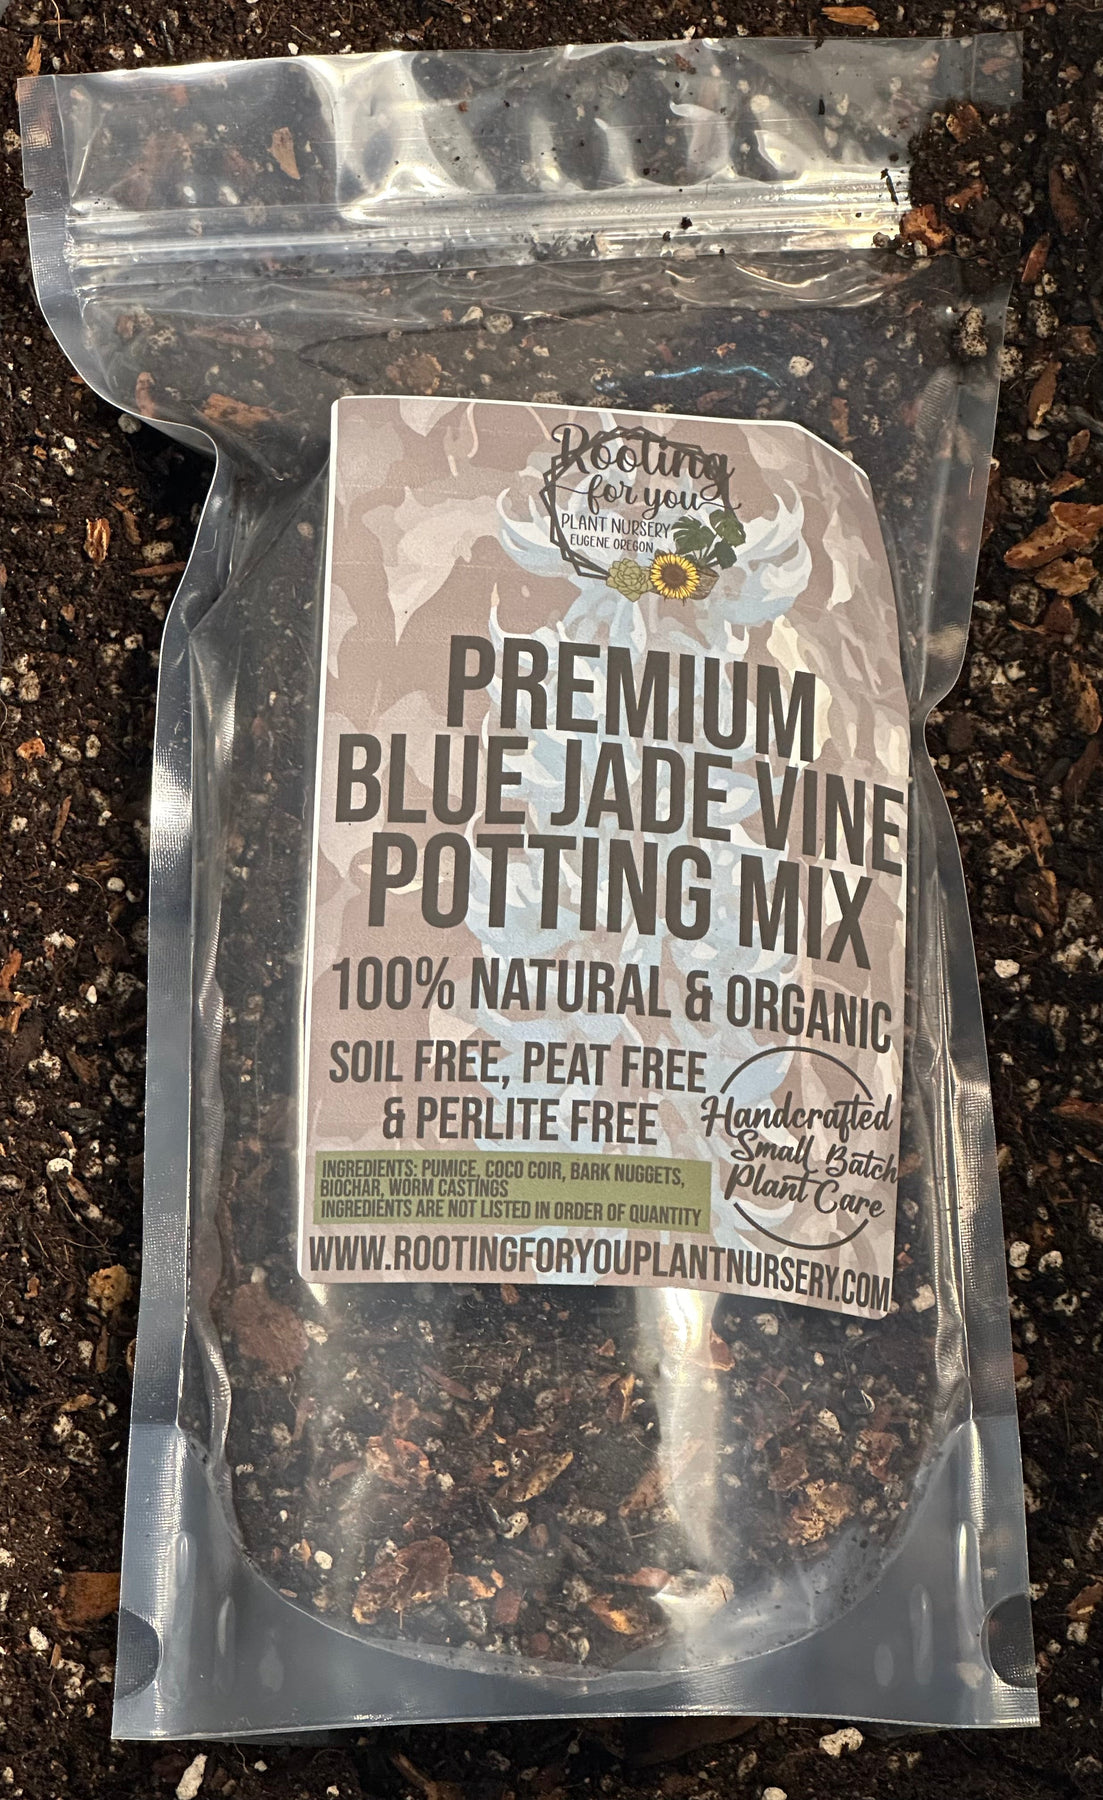 Rooting
for you
PLANT NURSERY
EUGENE OREGON
PREMIUM
BLUE JADE VINE
POTTING MIX
100% NATURAL & ORGANIC
SOIL FREE, PEAT FREE
& PERLITE FREE
Handcrafted
Small Batch
Plant Care
INGREDIENTS: PUMICE, COCO COIR, BARK NUGGETS,
BIOCHAR, WORM CASTINGS
INGREDIENTS ARE NOT LISTED IN ORDER OF QUANTITY
WWW.ROOTINGFORYOUPLANTNURSERY.COM